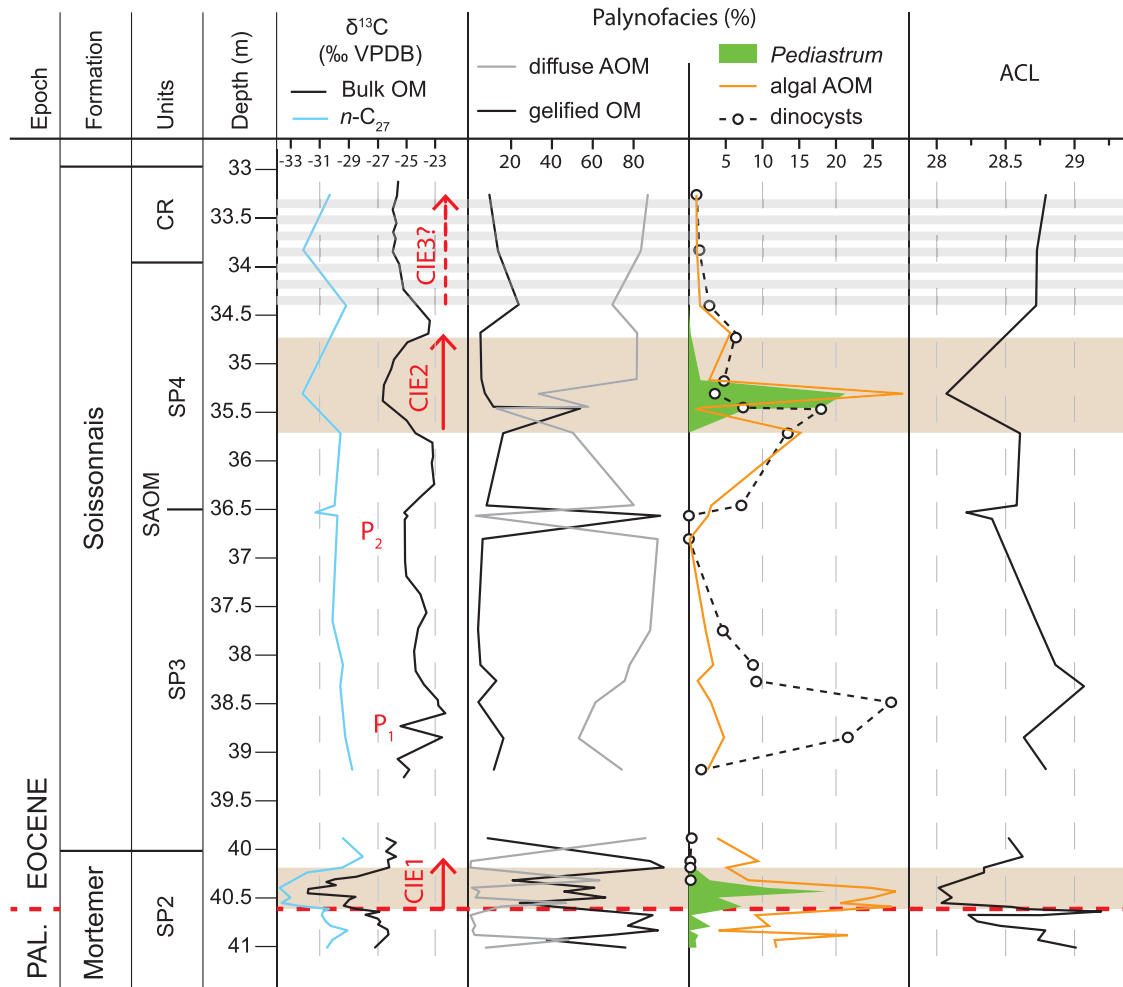 Palynofacies (%)
δ¹³C
(‰ VPDB)
Bulk OM
n-C₂₇
diffuse AOM
gelified OM
Pediastrum
algal AOM
dinocysts
ACL
Epoch
Formation
Units
Depth (m)
-33 -31 -29 -27 -25 -23
20 40 60 80
5 10 15 20 25
28 28.5 29
33
33.5
34
34.5
35
35.5
36
36.5
37
37.5
38
38.5
39
39.5
40
40.5
41
PAL. EOCENE
Mortemer
Soissonnais
CR
SP4
SAOM
SP3
SP2
CIE3?
CIE2
P₂
P₁
CIE1